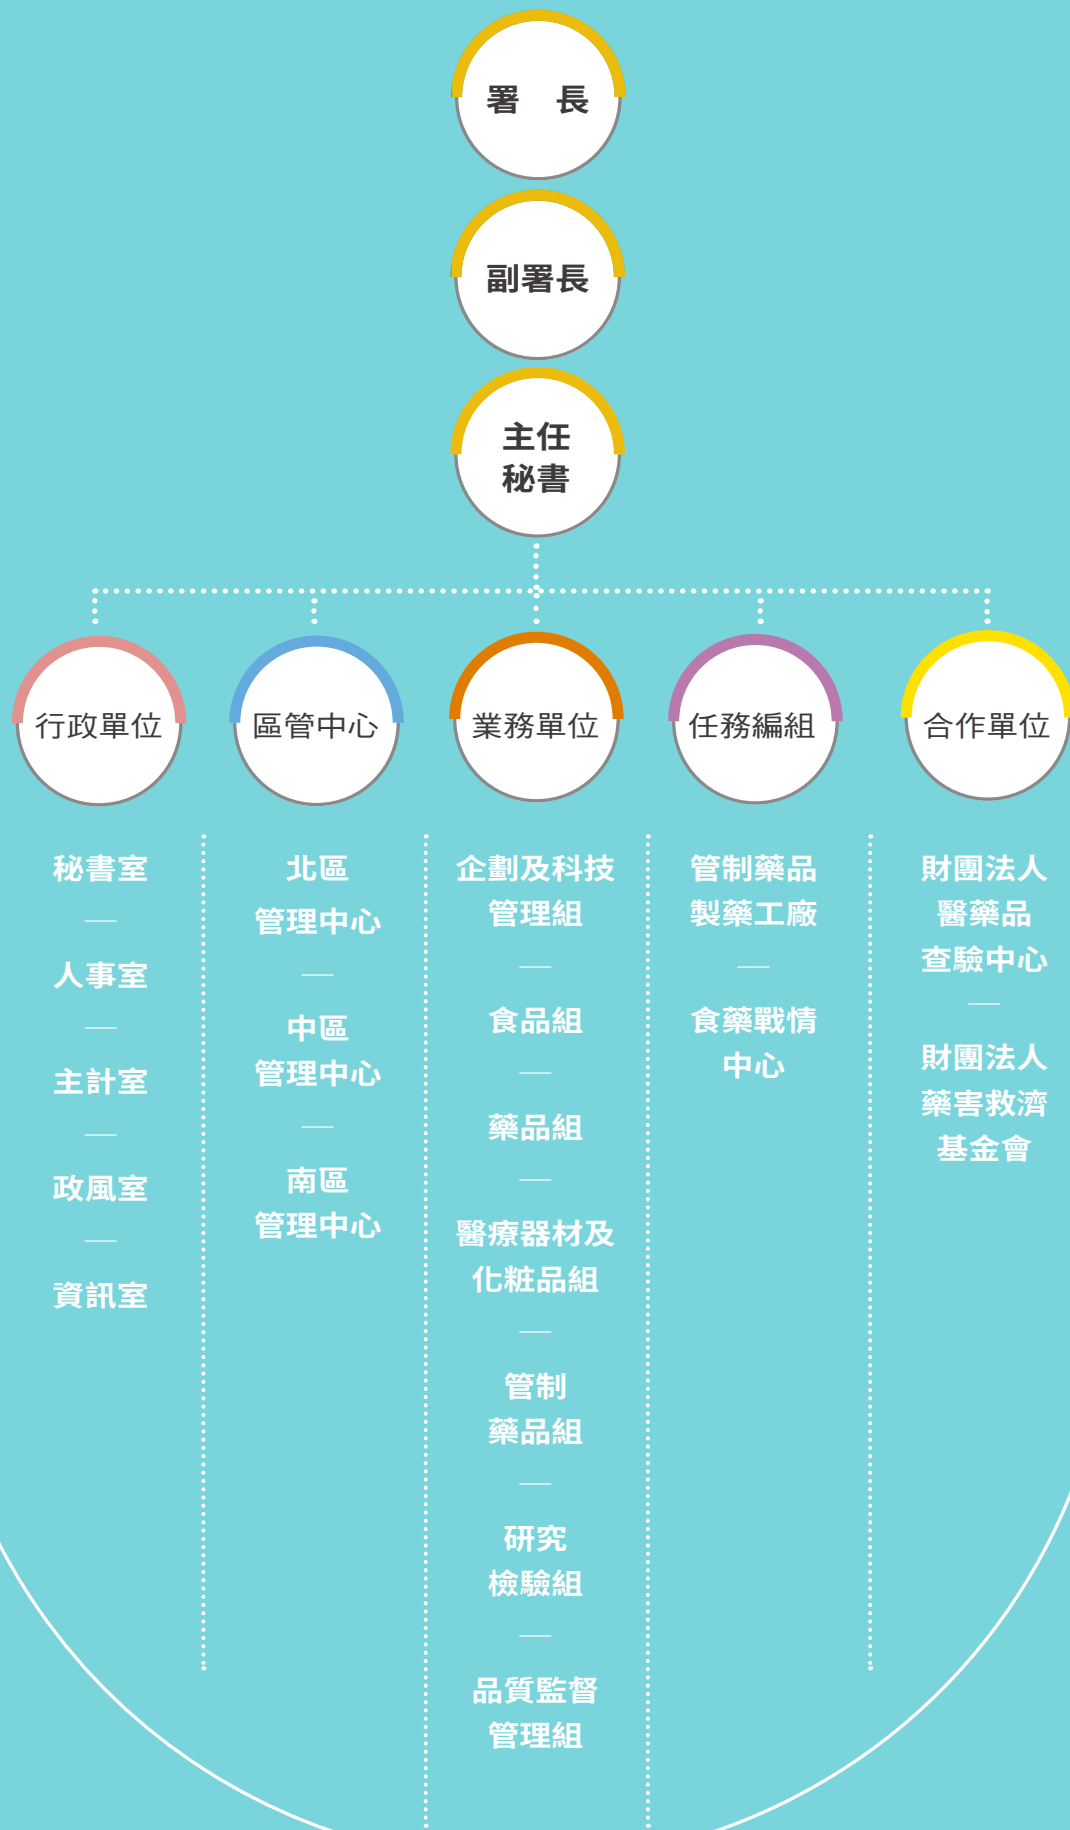 署　長
副署長
主任
秘書
行政單位
區管中心
業務單位
任務編組
合作單位
秘書室
人事室
主計室
政風室
資訊室
北區
管理中心
中區
管理中心
南區
管理中心
企劃及科技
管理組
食品組
藥品組
醫療器材及
化粧品組
管制
藥品組
研究
檢驗組
品質監督
管理組
管制藥品
製藥工廠
食藥戰情
中心
財團法人
醫藥品
查驗中心
財團法人
藥害救濟
基金會